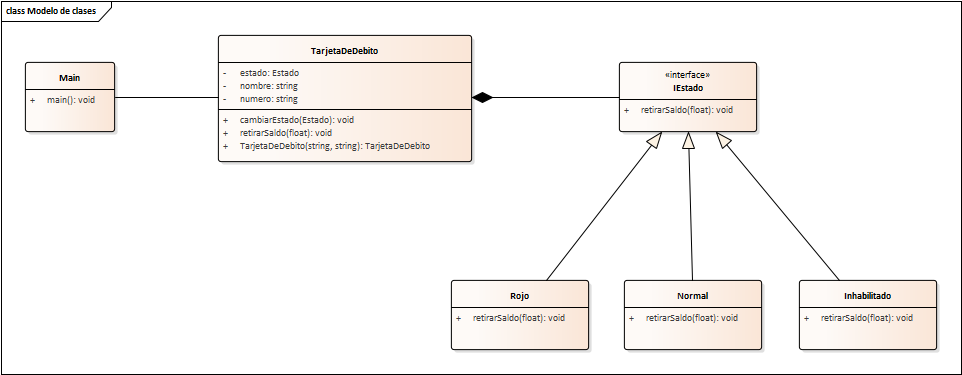 class Modelo de clases
Main
+ main(): void
TarjetaDeDebito
- estado: Estado
- nombre: string
- numero: string
+ cambiarEstado(Estado): void
+ retirarSaldo(float): void
+ TarjetaDeDebito(string, string): TarjetaDeDebito
«interface»
IEstado
+ retirarSaldo(float): void
Rojo
+ retirarSaldo(float): void
Normal
+ retirarSaldo(float): void
Inhabilitado
+ retirarSaldo(float): void